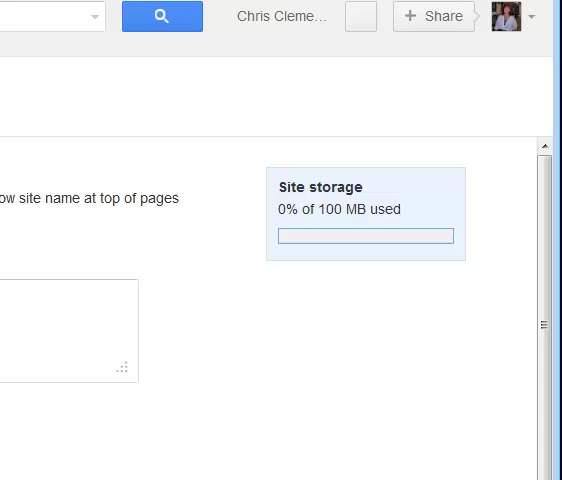 Chris Cleme...
+ Share
ow site name at top of pages
Site storage
0% of 100 MB used